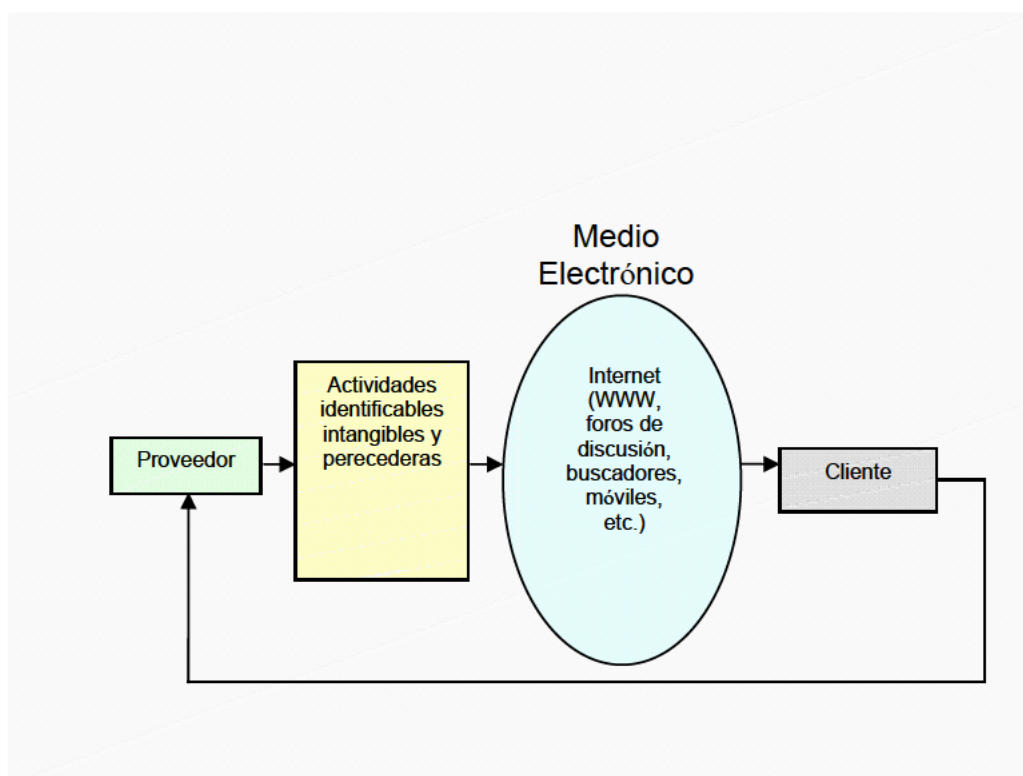 Medio
Electrónico
Proveedor
Actividades
identificables
intangibles y
perecederas
Internet
(WWW,
foros de
discusión,
buscadores,
móviles,
etc.)
Cliente